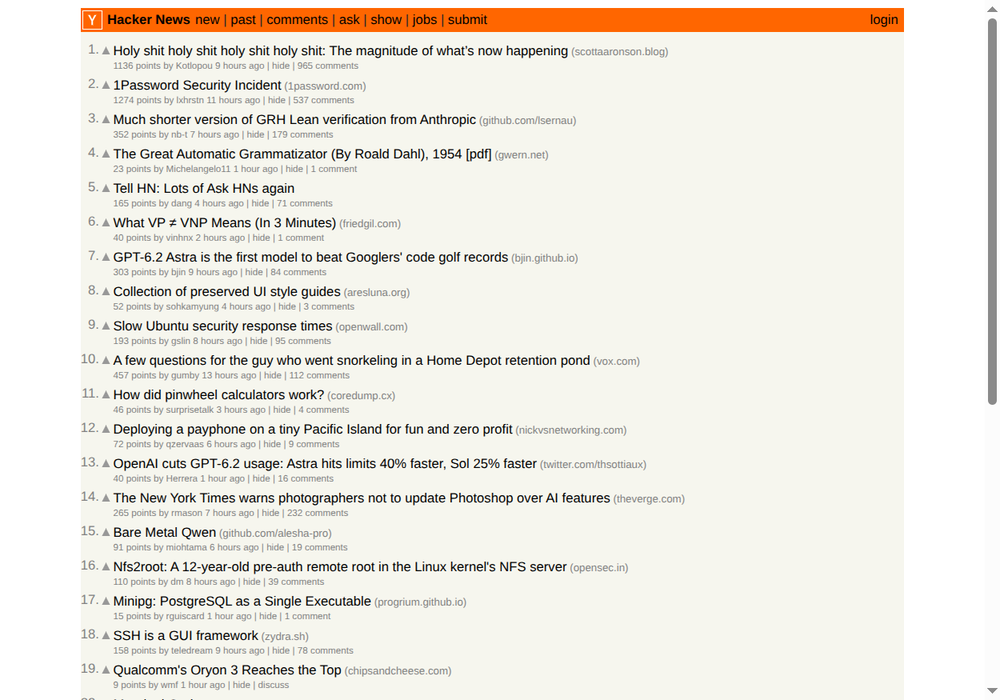 Y Hacker News new | past | comments | ask | show | jobs | submit login
1. ▲ Holy shit holy shit holy shit holy shit: The magnitude of what's now happening (scottaaronson.blog)
1136 points by Kotlopou 9 hours ago | hide | 965 comments
2. ▲ 1Password Security Incident (1password.com)
1274 points by lxhrstn 11 hours ago | hide | 537 comments
3. ▲ Much shorter version of GRH Lean verification from Anthropic (github.com/lsernau)
352 points by nb-t 7 hours ago | hide | 179 comments
4. ▲ The Great Automatic Grammatizator (By Roald Dahl), 1954 [pdf] (gwern.net)
23 points by Michelangelo11 1 hour ago | hide | 1 comment
5. ▲ Tell HN: Lots of Ask HNs again
165 points by dang 4 hours ago | hide | 71 comments
6. ▲ What VP ≠ VNP Means (In 3 Minutes) (friedgil.com)
40 points by vinhnx 2 hours ago | hide | 1 comment
7. ▲ GPT-6.2 Astra is the first model to beat Googlers' code golf records (bjin.github.io)
303 points by bjin 9 hours ago | hide | 84 comments
8. ▲ Collection of preserved UI style guides (aresluna.org)
52 points by sohkamyung 4 hours ago | hide | 3 comments
9. ▲ Slow Ubuntu security response times (openwall.com)
193 points by gslin 8 hours ago | hide | 95 comments
10. ▲ A few questions for the guy who went snorkeling in a Home Depot retention pond (vox.com)
457 points by gumby 13 hours ago | hide | 112 comments
11. ▲ How did pinwheel calculators work? (coredump.cx)
46 points by surprisetalk 3 hours ago | hide | 4 comments
12. ▲ Deploying a payphone on a tiny Pacific Island for fun and zero profit (nickvsnetworking.com)
72 points by qzervaas 6 hours ago | hide | 9 comments
13. ▲ OpenAI cuts GPT-6.2 usage: Astra hits limits 40% faster, Sol 25% faster (twitter.com/thsottiaux)
40 points by Herrera 1 hour ago | hide | 16 comments
14. ▲ The New York Times warns photographers not to update Photoshop over AI features (theverge.com)
265 points by rmason 7 hours ago | hide | 232 comments
15. ▲ Bare Metal Qwen (github.com/alesha-pro)
91 points by miohtama 6 hours ago | hide | 19 comments
16. ▲ Nfs2root: A 12-year-old pre-auth remote root in the Linux kernel's NFS server (opensec.in)
110 points by dm 8 hours ago | hide | 39 comments
17. ▲ Minipg: PostgreSQL as a Single Executable (progrium.github.io)
15 points by rguiscard 1 hour ago | hide | 1 comment
18. ▲ SSH is a GUI framework (zydra.sh)
158 points by teledream 9 hours ago | hide | 78 comments
19. ▲ Qualcomm's Oryon 3 Reaches the Top (chipsandcheese.com)
9 points by wmf 1 hour ago | hide | discuss